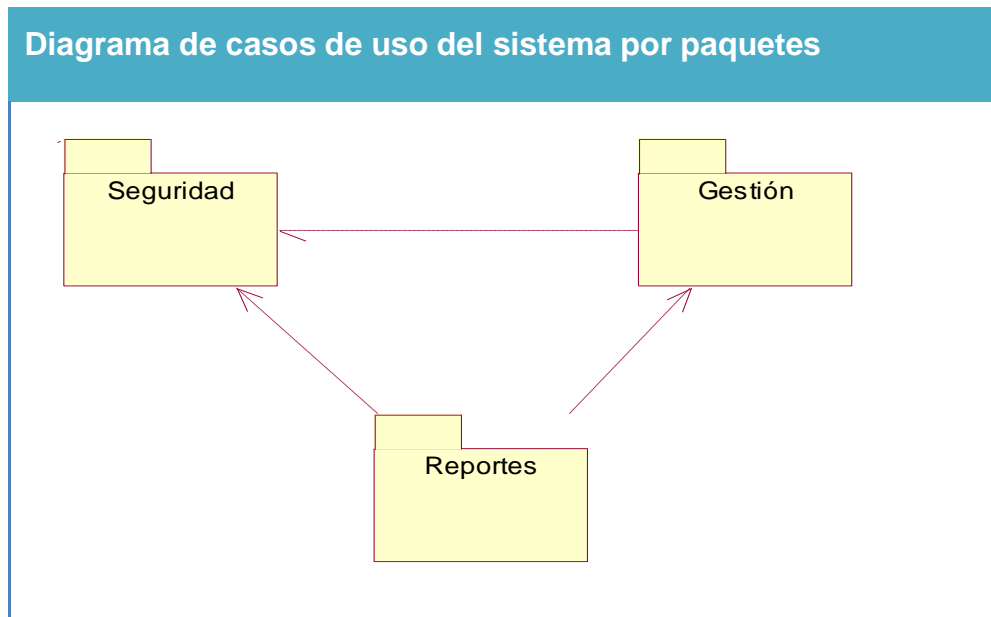 Diagrama de casos de uso del sistema por paquetes
Seguridad
Gestión
Reportes